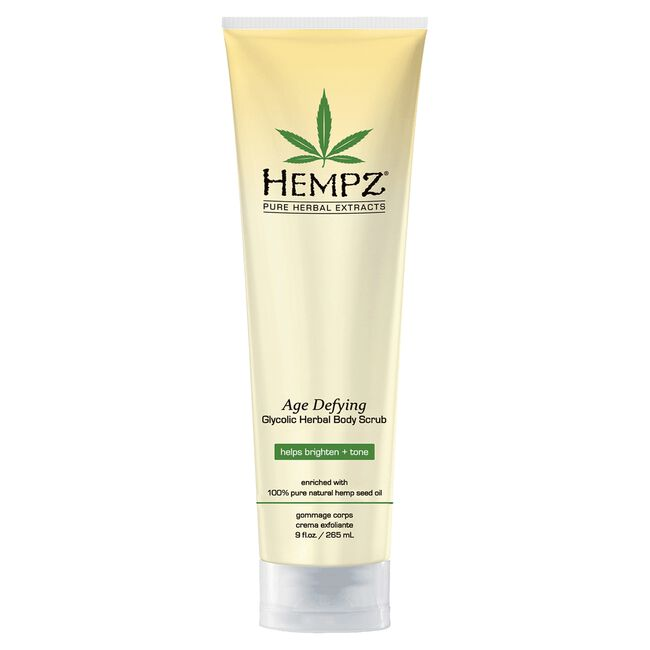 HEMPZ®
PURE HERBAL EXTRACTS
Age Defying
Glycolic Herbal Body Scrub
helps brighten + tone
enriched with
100% pure natural hemp seed oil
gommage corps
crema exfoliante
9 fl.oz. / 265 mL